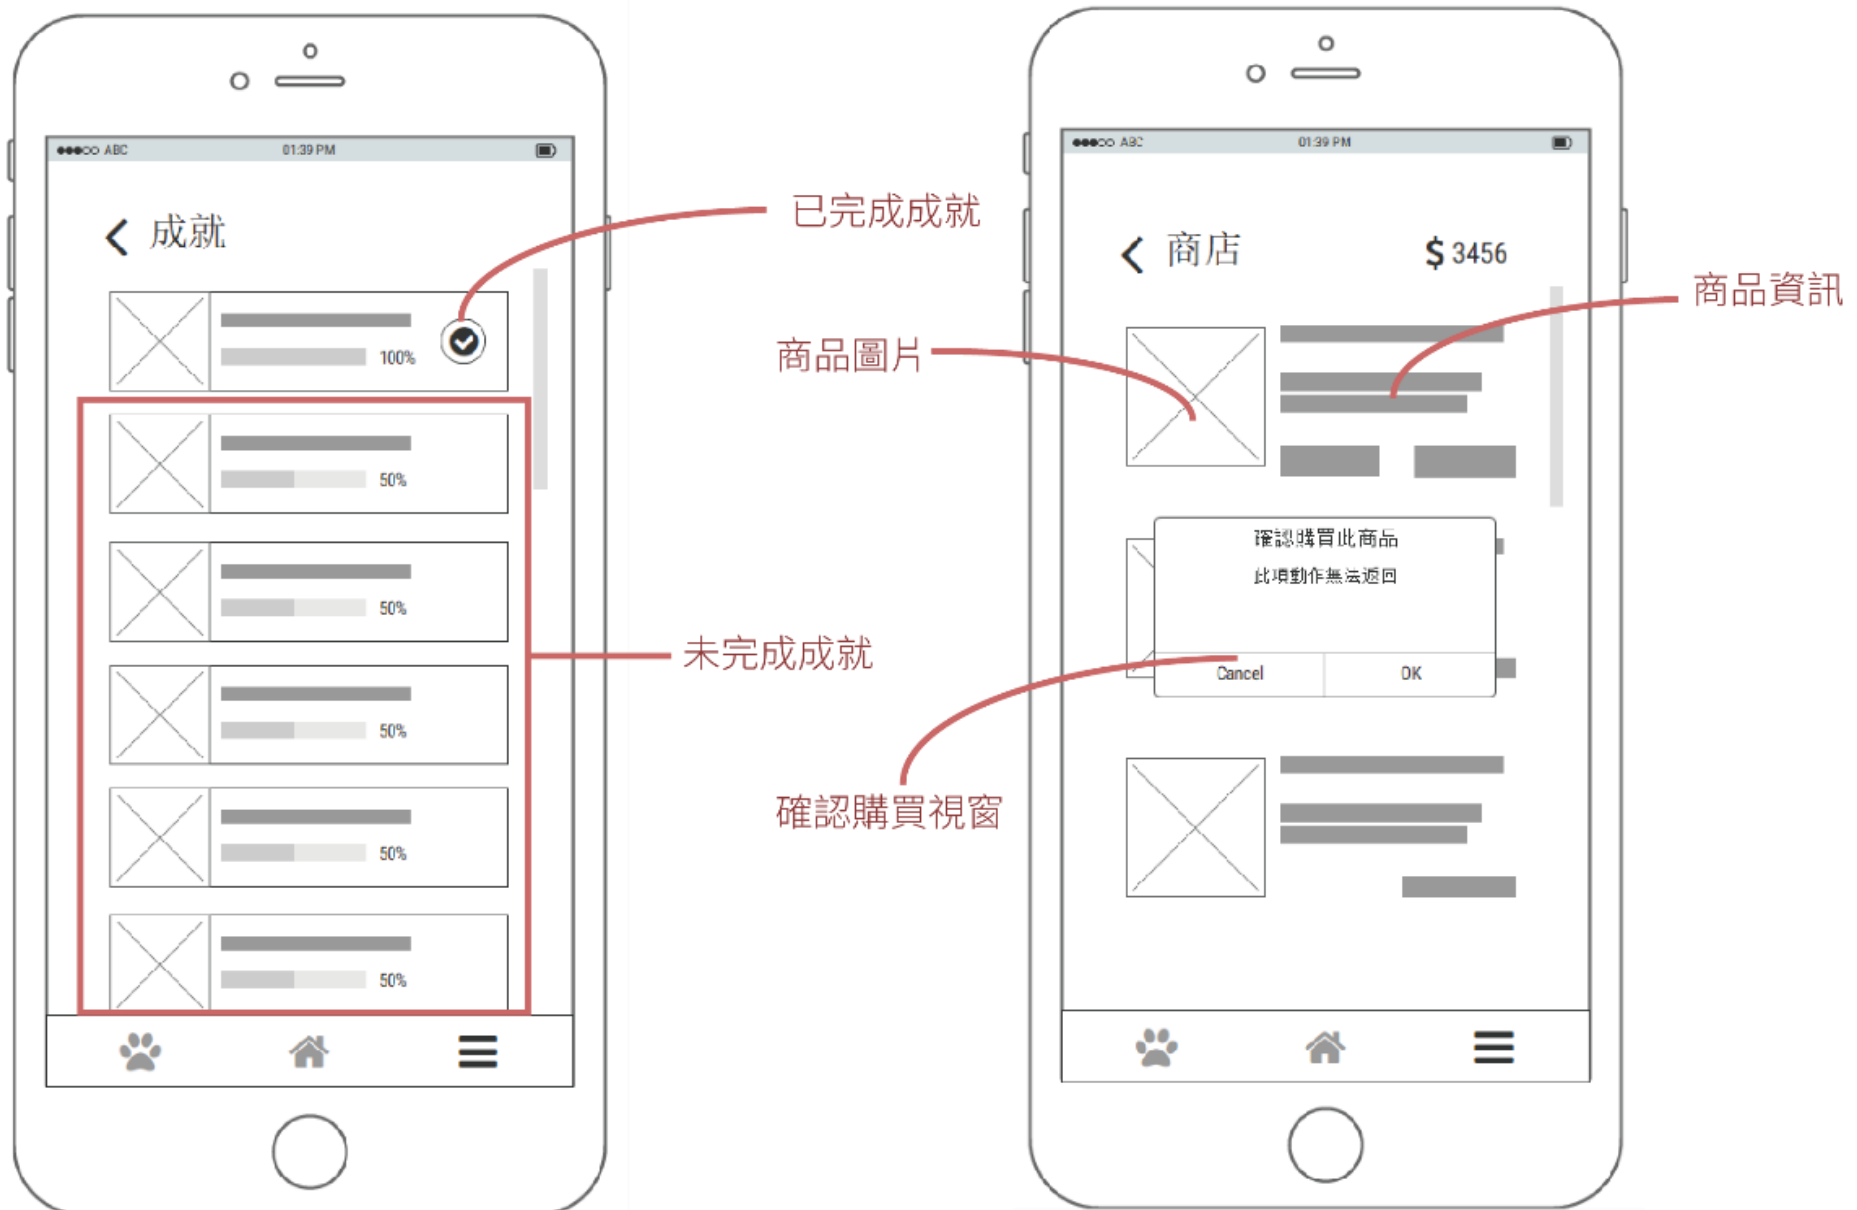 ABC 01:39 PM
成就
100%
50%
50%
50%
50%
50%
已完成成就
未完成成就
ABC 01:39 PM
商店 $ 3456
商品圖片
商品資訊
確認購買此商品
此項動作無法返回
Cancel OK
確認購買視窗